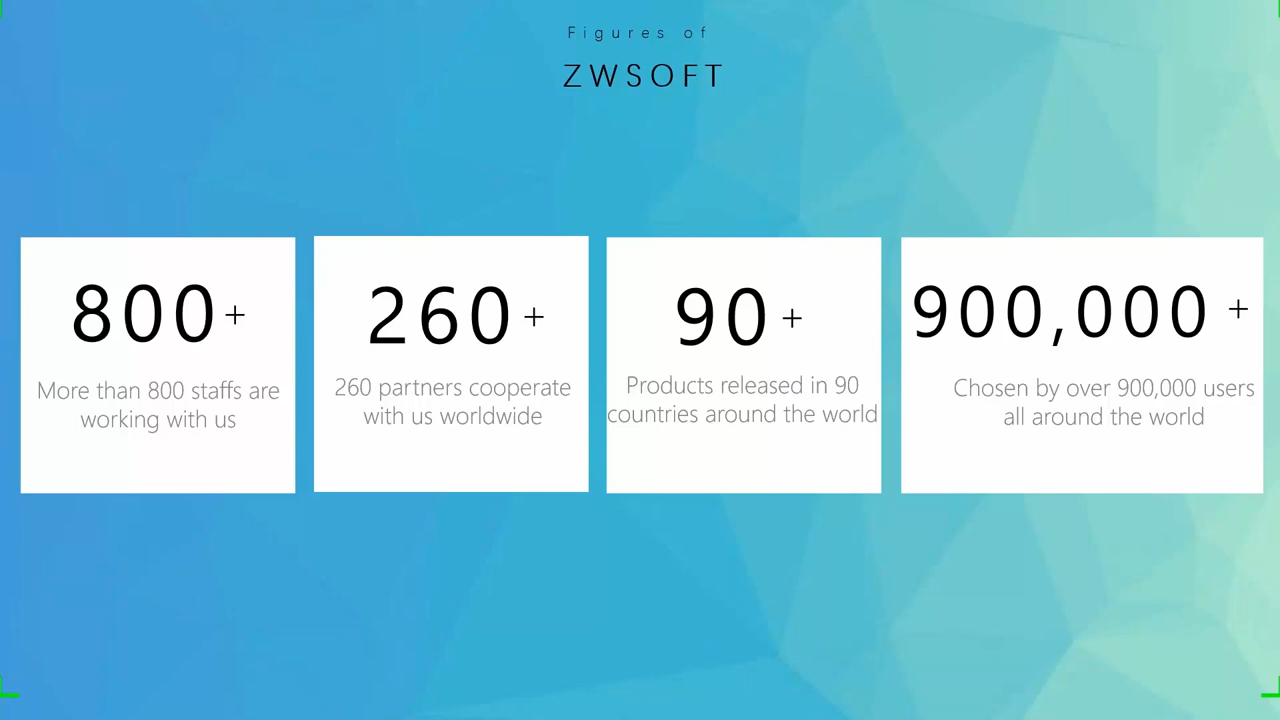 Figures of
ZWSOFT
800+
More than 800 staffs are
working with us
260+
260 partners cooperate
with us worldwide
90+
Products released in 90
countries around the world
900,000 +
Chosen by over 900,000 users
all around the world